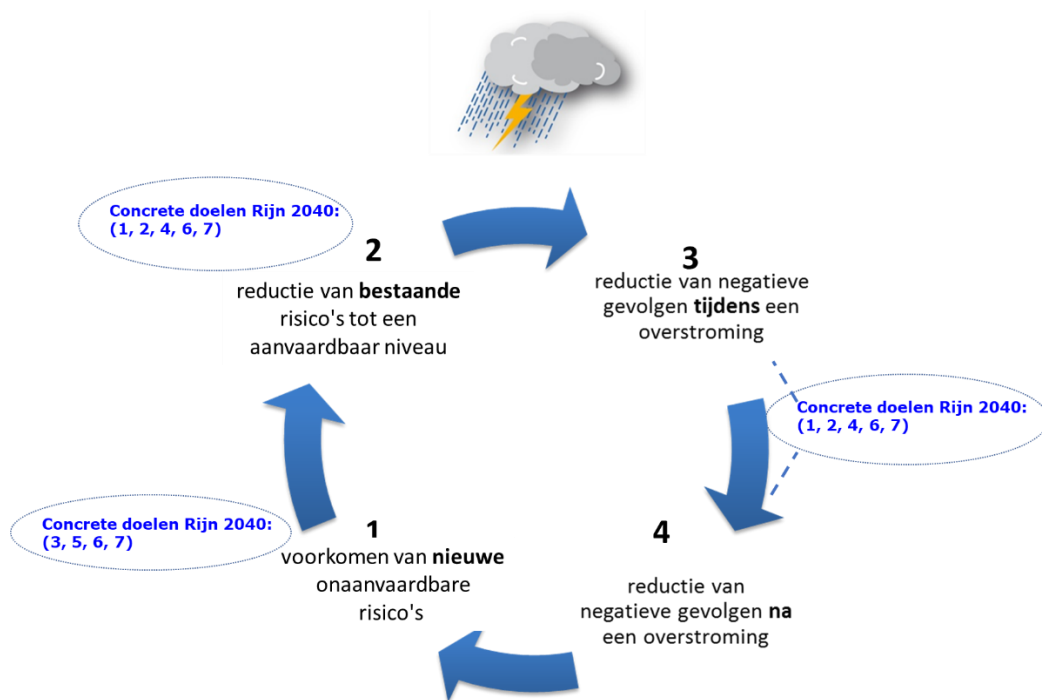 Concrete doelen Rijn 2040:
(1, 2, 4, 6, 7)
2
reductie van bestaande
risico's tot een
aanvaardbaar niveau
3
reductie van negatieve
gevolgen tijdens een
overstroming
Concrete doelen Rijn 2040:
(1, 2, 4, 6, 7)
4
reductie van
negatieve gevolgen na
een overstroming
Concrete doelen Rijn 2040:
(3, 5, 6, 7)
1
voorkomen van nieuwe
onaanvaardbare
risico's